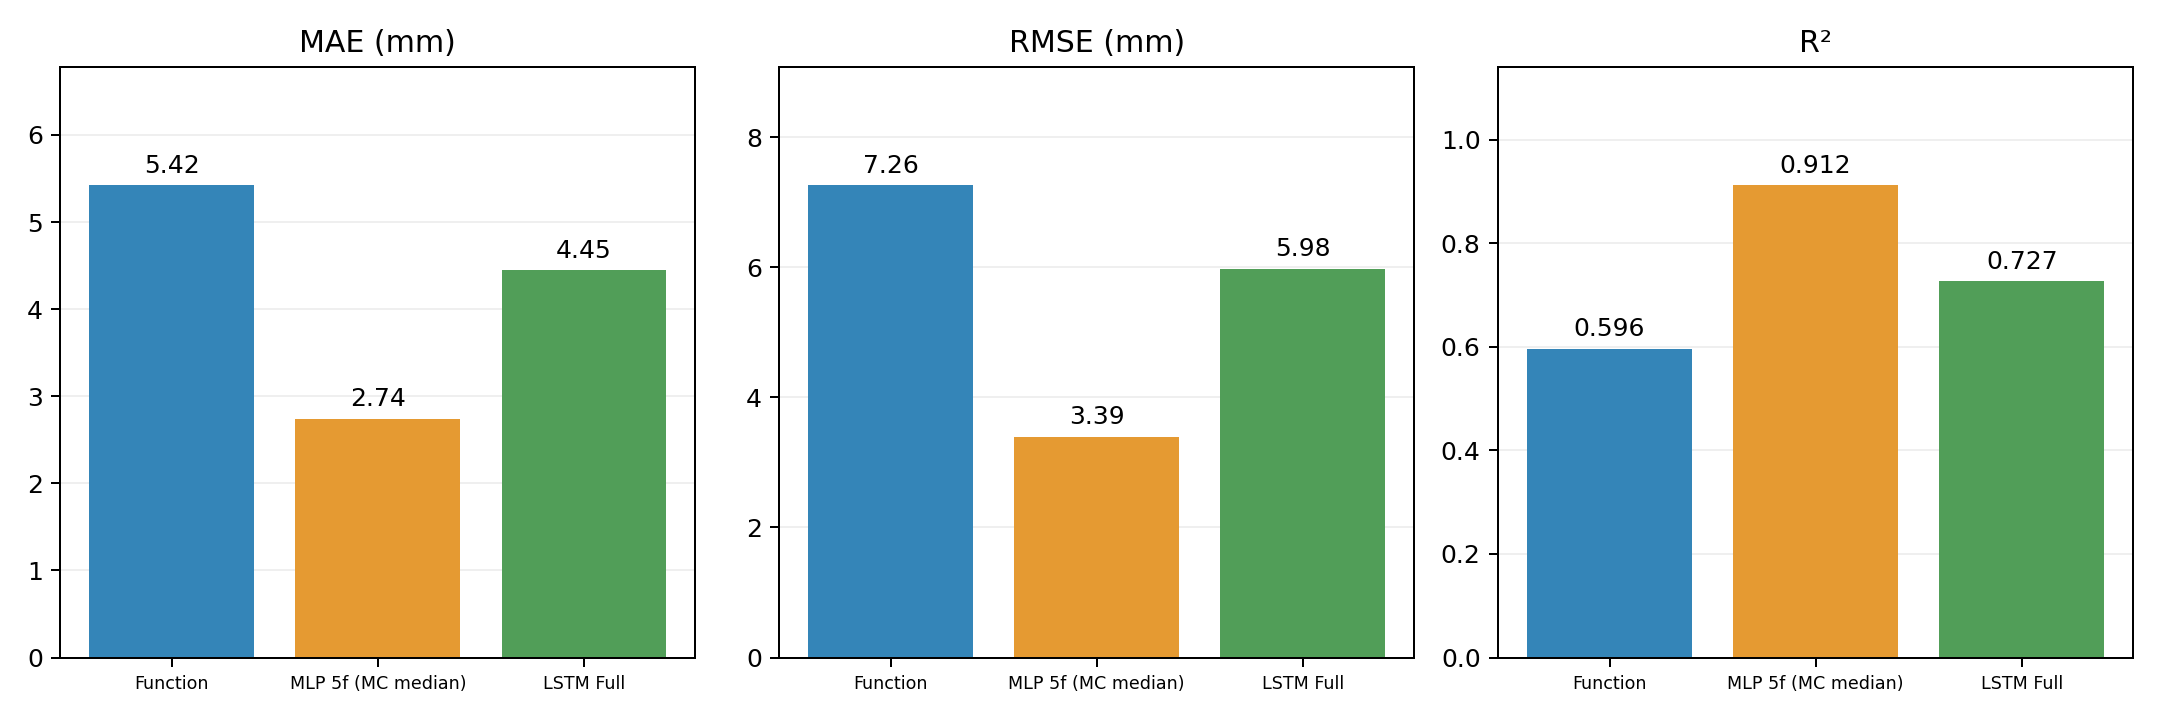 MAE (mm)
6
5
4
3
2
1
0
5.42
2.74
4.45
Function
MLP 5f (MC median)
LSTM Full
RMSE (mm)
8
6
4
2
0
7.26
3.39
5.98
Function
MLP 5f (MC median)
LSTM Full
R²
1.0
0.8
0.6
0.4
0.2
0.0
0.596
0.912
0.727
Function
MLP 5f (MC median)
LSTM Full